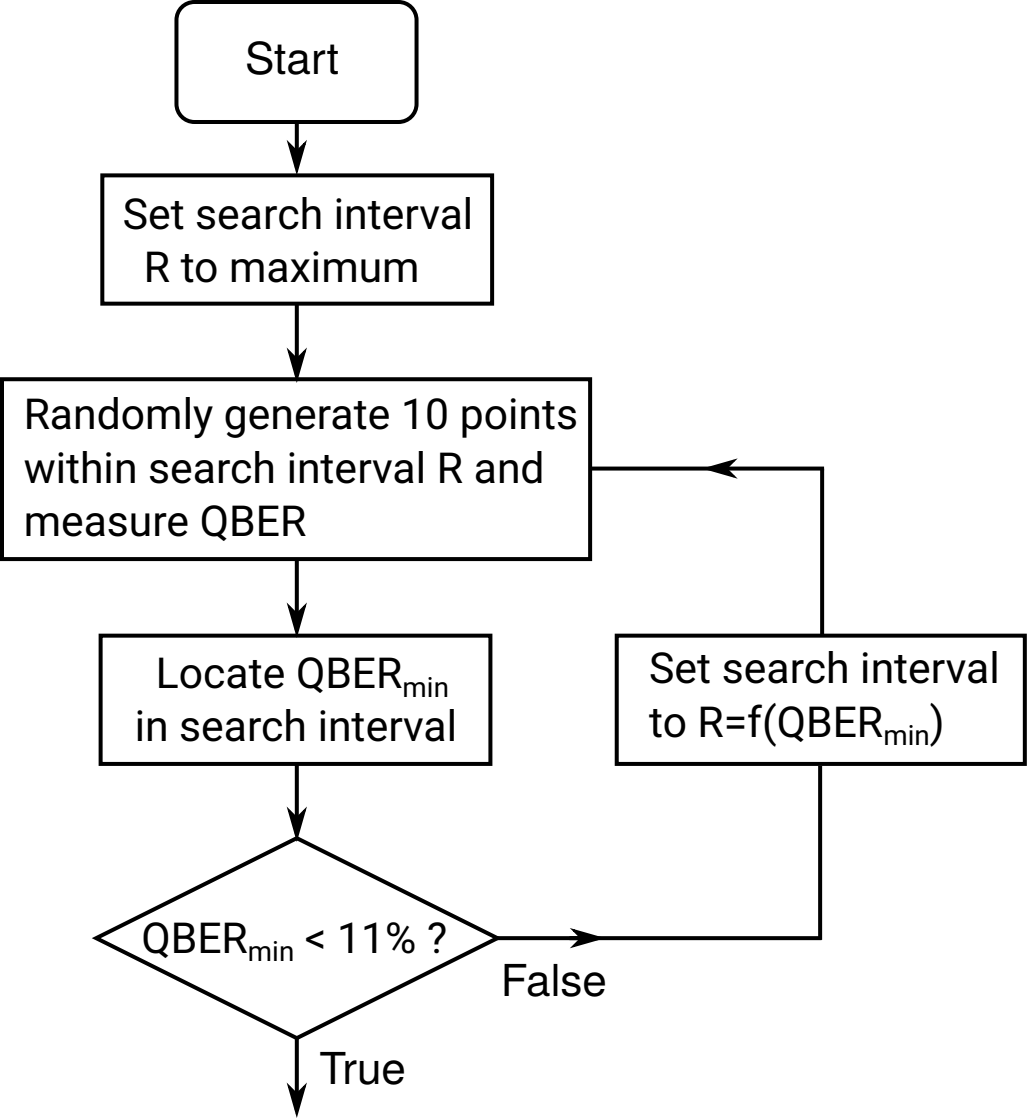 Start
Set search interval
R to maximum
Randomly generate 10 points
within search interval R and
measure QBER
Locate QBERmin
in search interval
Set search interval
to R=f(QBERmin)
QBERmin < 11% ?
False
True